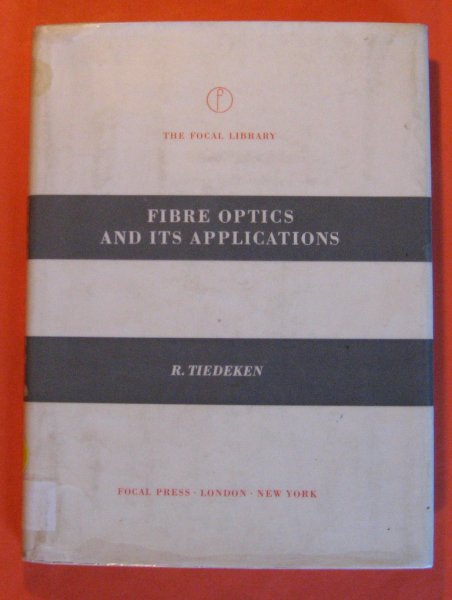 f
THE FOCAL LIBRARY
FIBRE OPTICS
AND ITS APPLICATIONS
R. TIEDEKEN
FOCAL PRESS · LONDON · NEW YORK